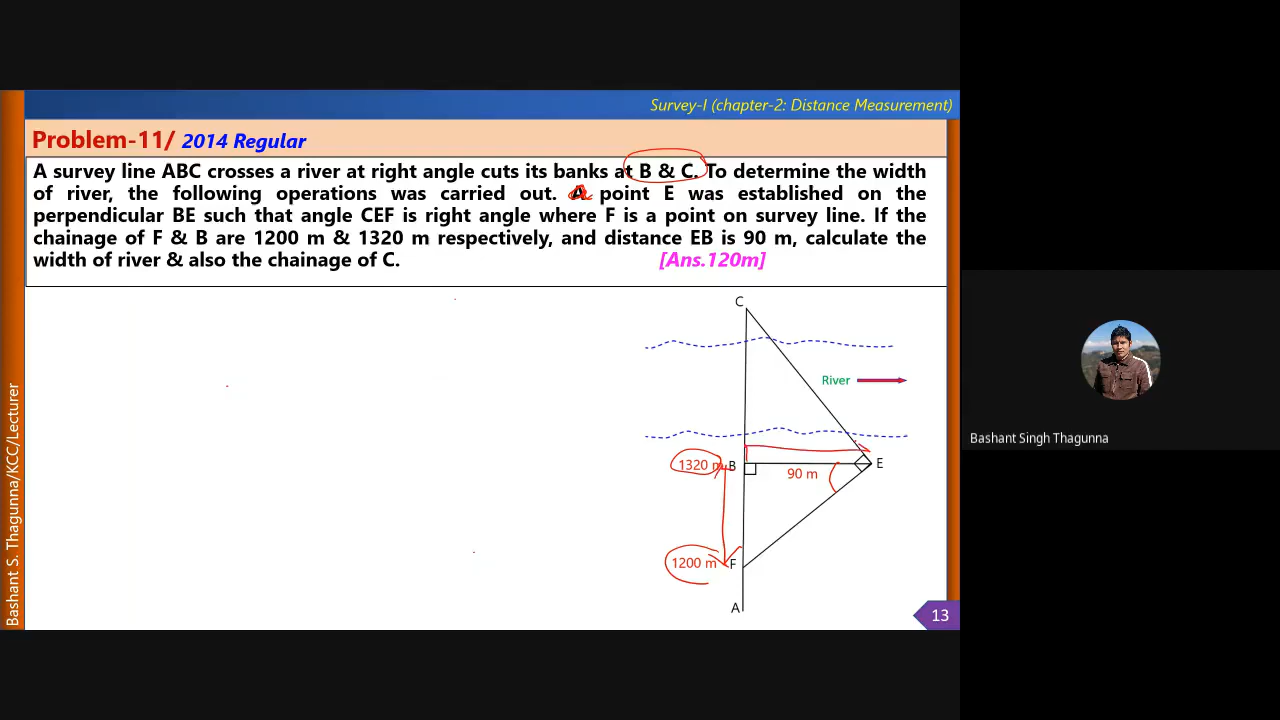 Survey-I (chapter-2: Distance Measurement)
Problem-11/ 2014 Regular
A survey line ABC crosses a river at right angle cuts its banks at B & C. To determine the width
of river, the following operations was carried out. A point E was established on the
perpendicular BE such that angle CEF is right angle where F is a point on survey line. If the
chainage of F & B are 1200 m & 1320 m respectively, and distance EB is 90 m, calculate the
width of river & also the chainage of C. [Ans.120m]
C
River
1320 m B
E
90 m
1200 m F
A
13
Bashant S. Thagunna/KCC/Lecturer
Bashant Singh Thagunna